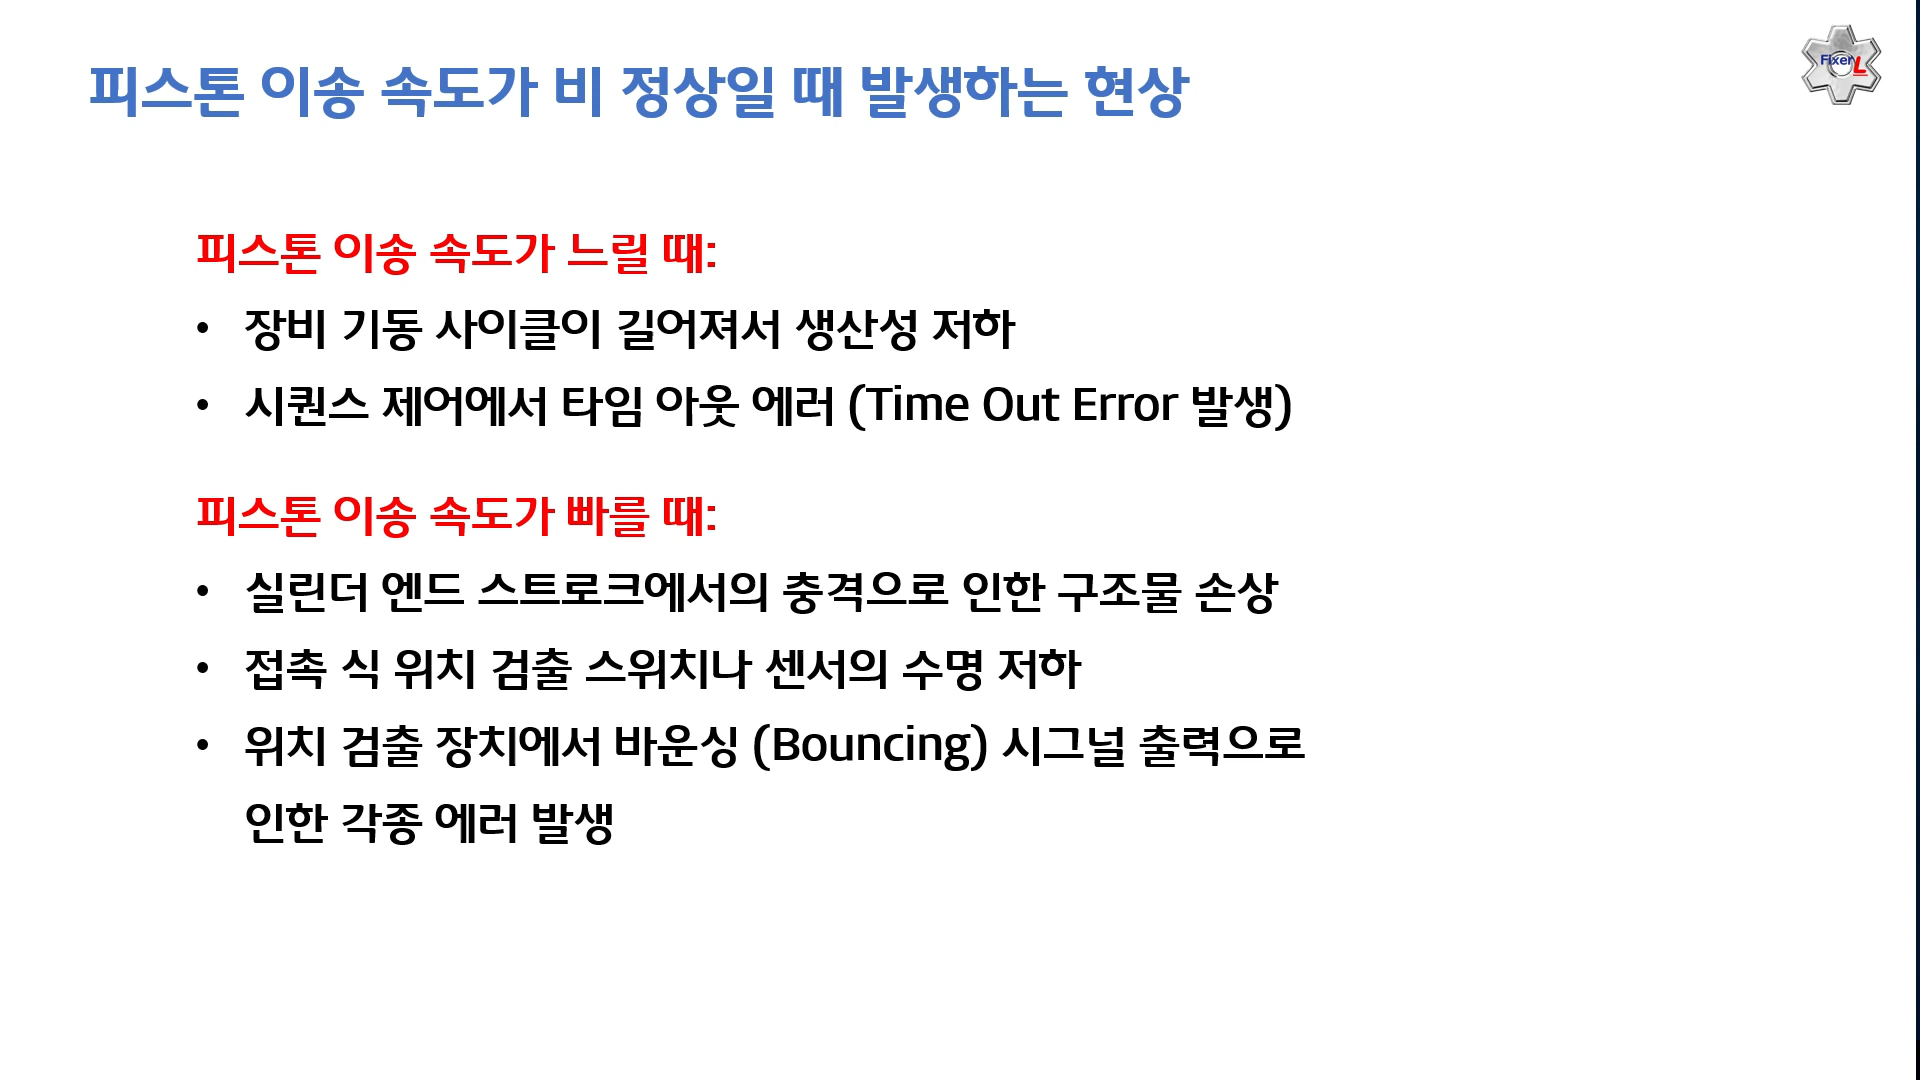 피스톤 이송 속도가 비 정상일 때 발생하는 현상
Fixer L
피스톤 이송 속도가 느릴 때:
• 장비 기동 사이클이 길어져서 생산성 저하
• 시퀀스 제어에서 타임 아웃 에러 (Time Out Error 발생)
피스톤 이송 속도가 빠를 때:
• 실린더 엔드 스트로크에서의 충격으로 인한 구조물 손상
• 접촉 식 위치 검출 스위치나 센서의 수명 저하
• 위치 검출 장치에서 바운싱 (Bouncing) 시그널 출력으로
인한 각종 에러 발생